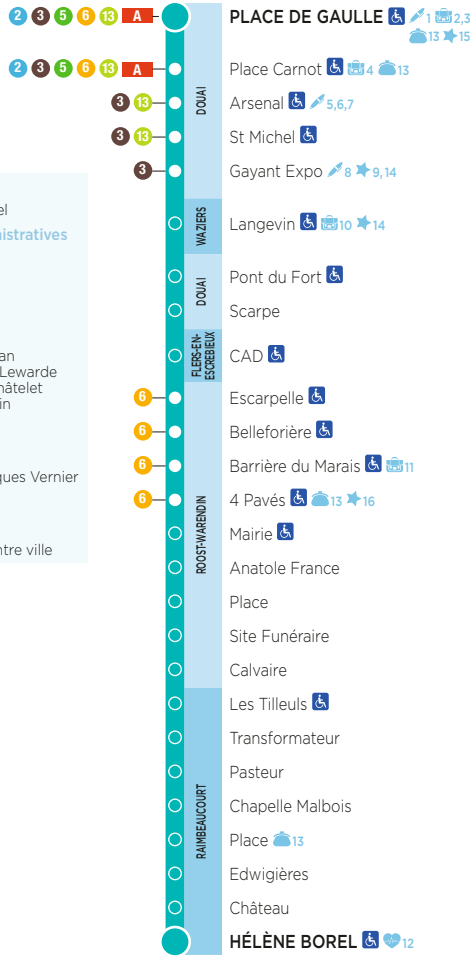 2 3 5 6 13 A PLACE DE GAULLE 1 2,3
13 15
2 3 5 6 13 A Place Carnot 4 13
3 13 Arsenal 5,6,7
3 13 St Michel
3 Gayant Expo 8 9,14
DOUAI
Langevin 10 14
WAZIERS
Pont du Fort
Scarpe
DOUAI
CAD
FLERS-EN-
ESCREBIEUX
6 Escarpelle
6 Belleforière
6 Barrière du Marais 11
6 4 Pavés 13 16
Mairie
Anatole France
Place
Site Funéraire
Calvaire
ROOST-WARENDIN
Les Tilleuls
Transformateur
Pasteur
Chapelle Malbois
Place 13
Edwigières
Château
HÉLÈNE BOREL 12
RAIMBEAUCOURT
el
nistratives
an
Lewarde
hâtelet
in
ques Vernier
ntre ville